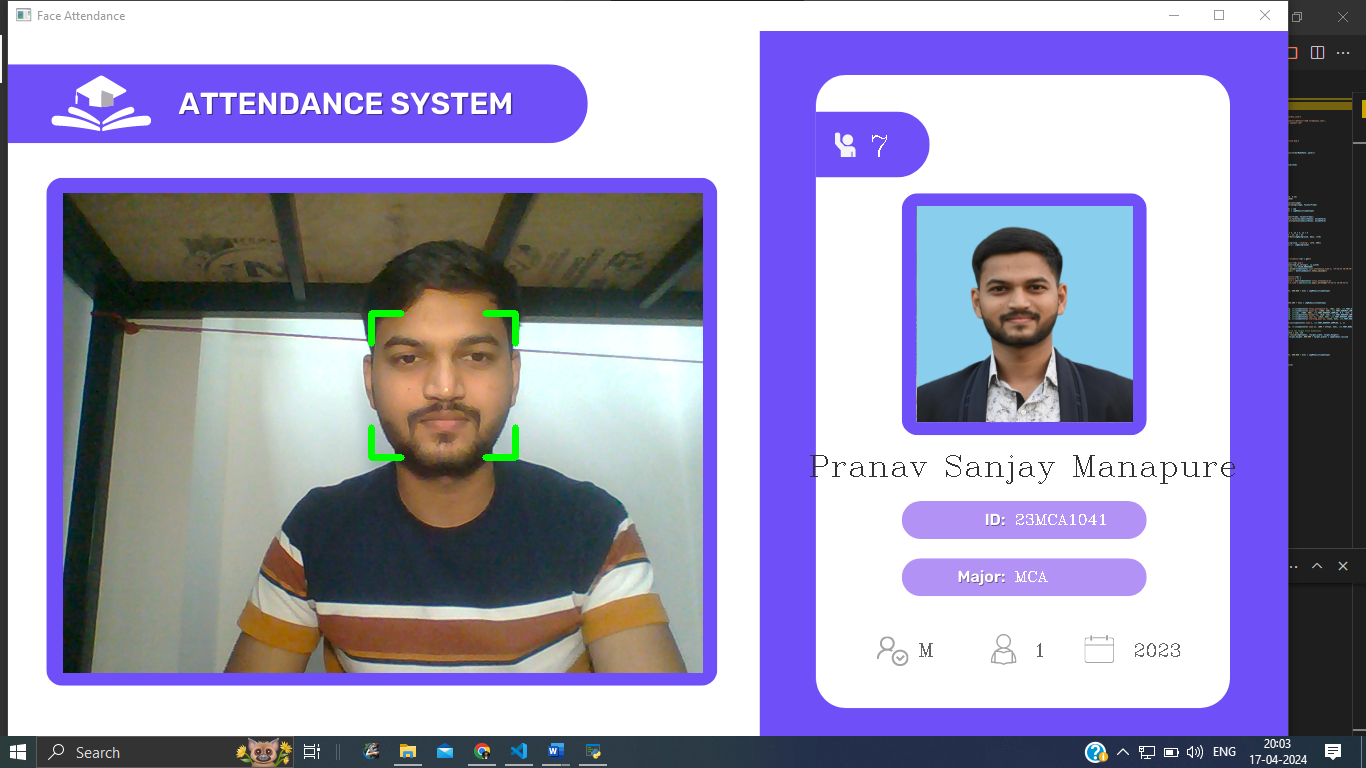 Face Attendance
ATTENDANCE SYSTEM
7
Pranav Sanjay Manapure
ID: 23MCA1041
Major: MCA
M 1 2023
Search
ENG
20:03
17-04-2024